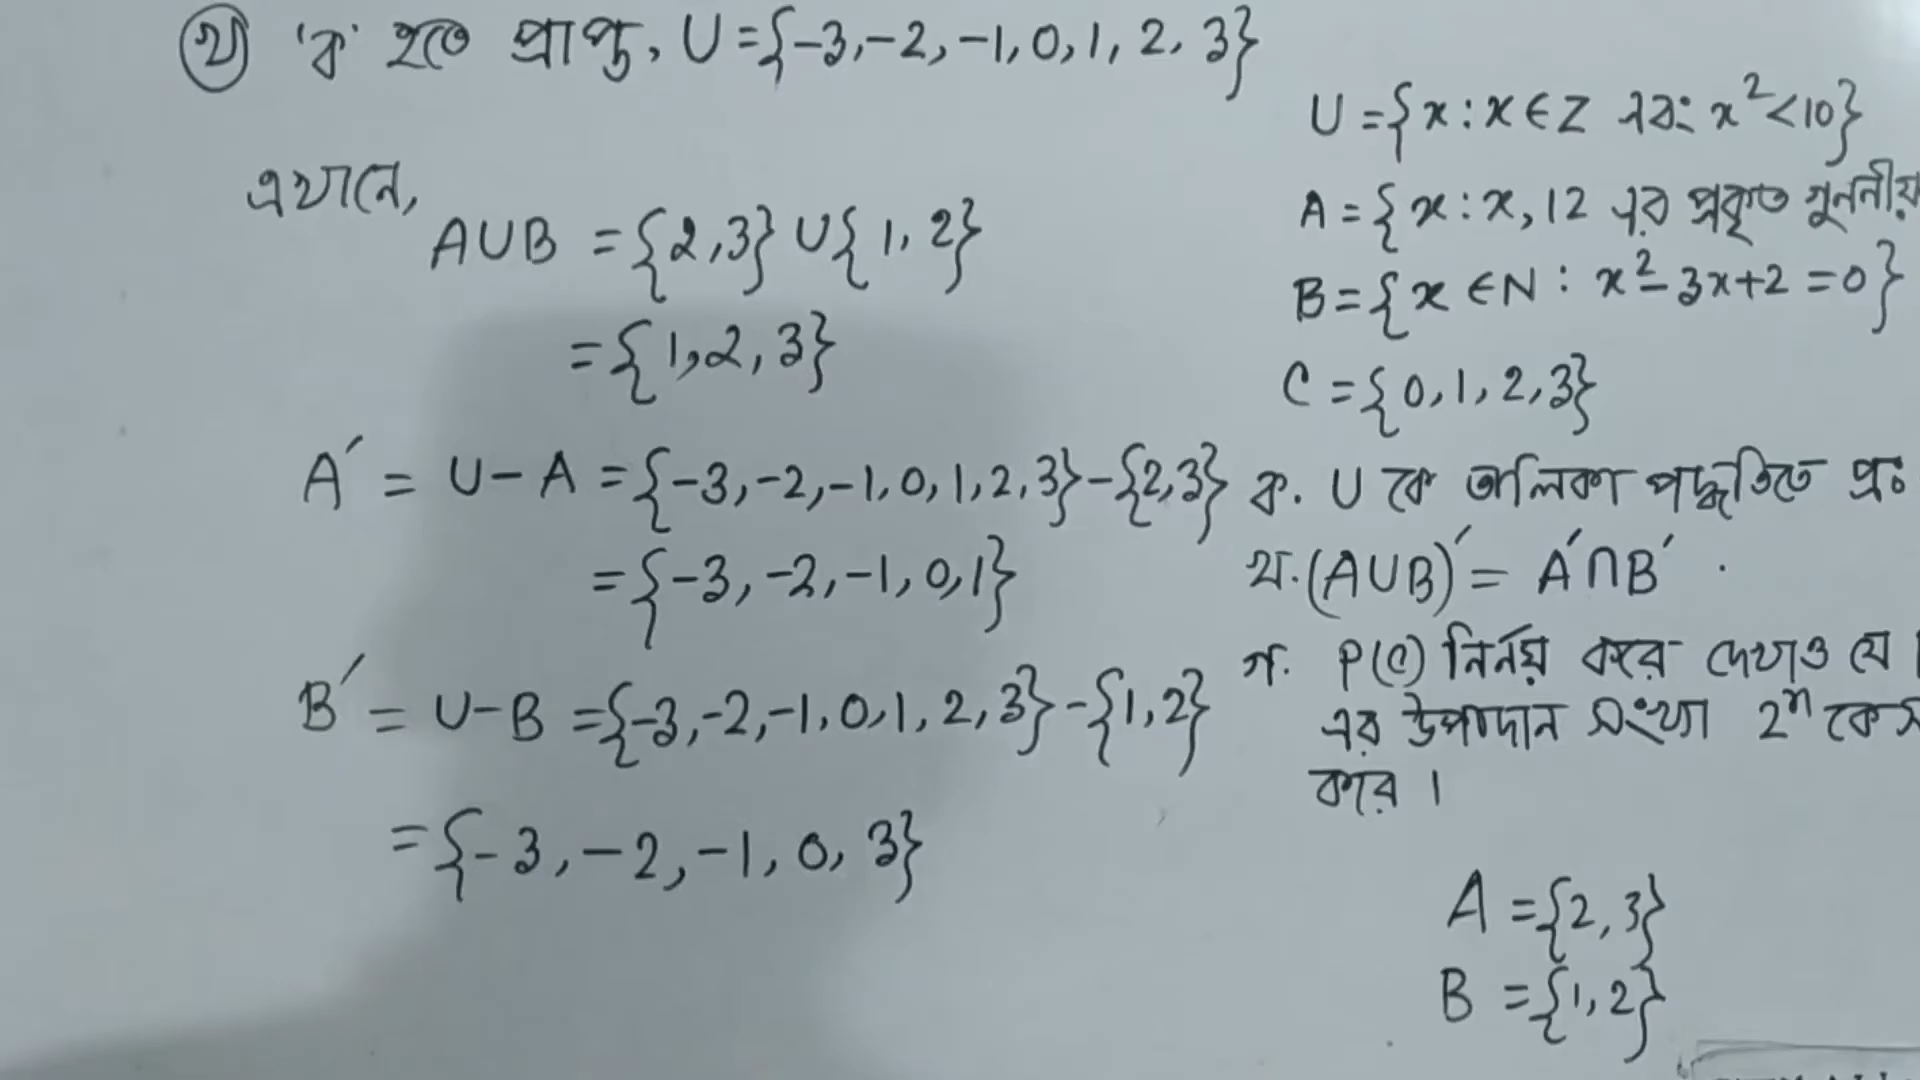 খ 'ক' হতে প্রাপ্ত, U={-3,-2,-1,0,1,2,3}
এখানে,
A∪B = {2,3}∪{1,2}
= {1,2,3}
A′ = U-A = {-3,-2,-1,0,1,2,3}-{2,3}
= {-3,-2,-1,0,1}
B′ = U-B = {-3,-2,-1,0,1,2,3}-{1,2}
= {-3,-2,-1,0,3}
U = {x:x∈Z এবং x²<10}
A = {x:x,12 এর প্রকৃত গুননীয়
B = {x∈N: x²-3x+2=0}
C = {0,1,2,3}
ক. U কে তালিকা পদ্ধতিতে প্রঃ
খ. (A∪B)′ = A′∩B′ .
গ. P(C) নির্নয় করে দেখাও যে
এর উপাদান সংখ্যা 2ⁿ কে স
করে।
A = {2,3}
B = {1,2}